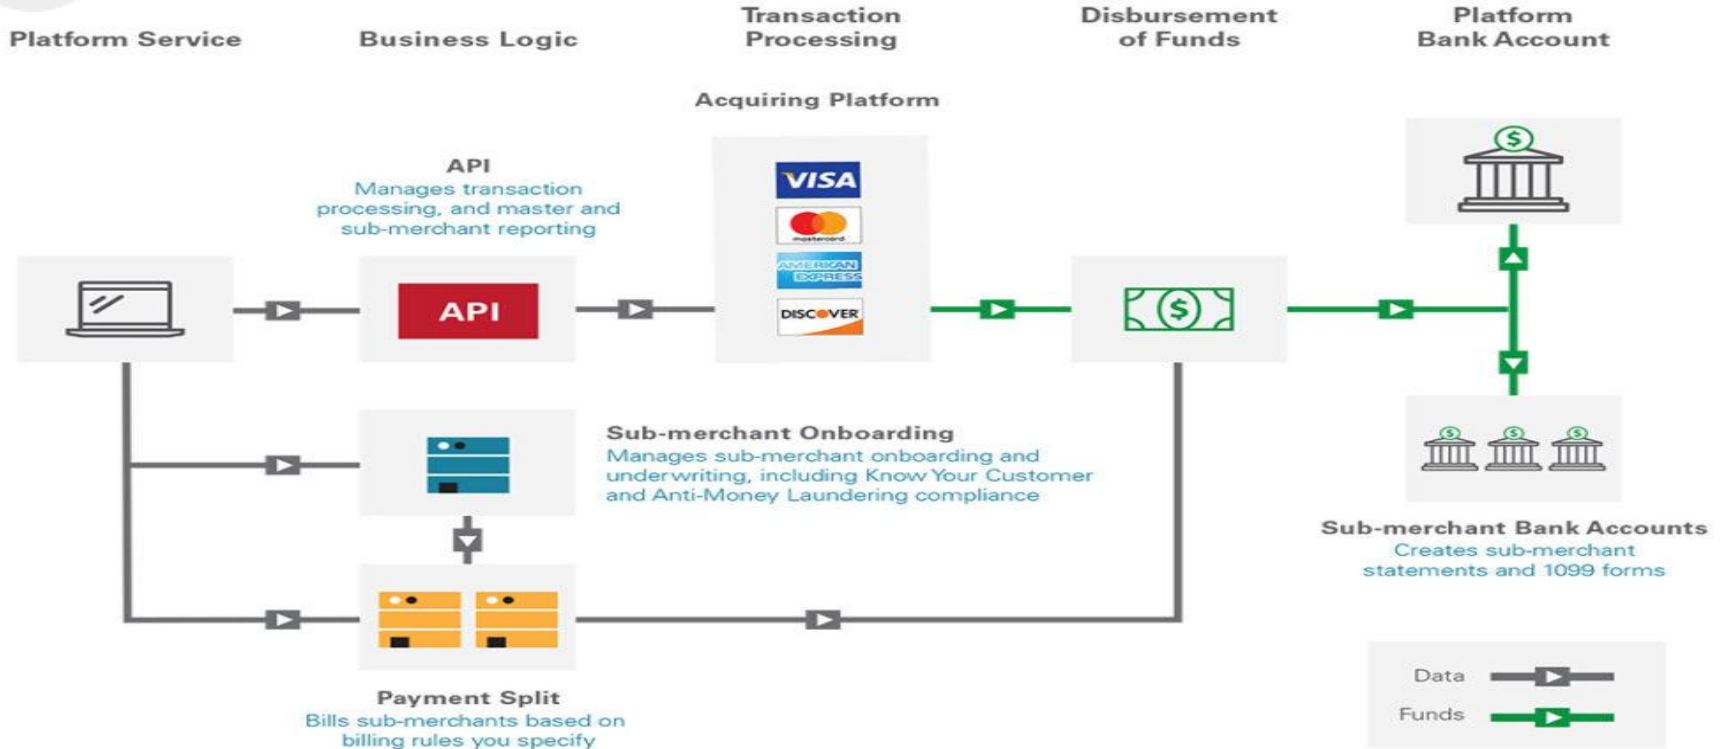 Platform Service
Business Logic
Transaction
Processing
Disbursement
of Funds
Platform
Bank Account
Acquiring Platform
API
Manages transaction
processing, and master and
sub-merchant reporting
API
VISA
mastercard
AMERICAN
EXPRESS
DISCOVER
$
$
Sub-merchant Onboarding
Manages sub-merchant onboarding and
underwriting, including Know Your Customer
and Anti-Money Laundering compliance
$ $ $
Sub-merchant Bank Accounts
Creates sub-merchant
statements and 1099 forms
Payment Split
Bills sub-merchants based on
billing rules you specify
Data
Funds